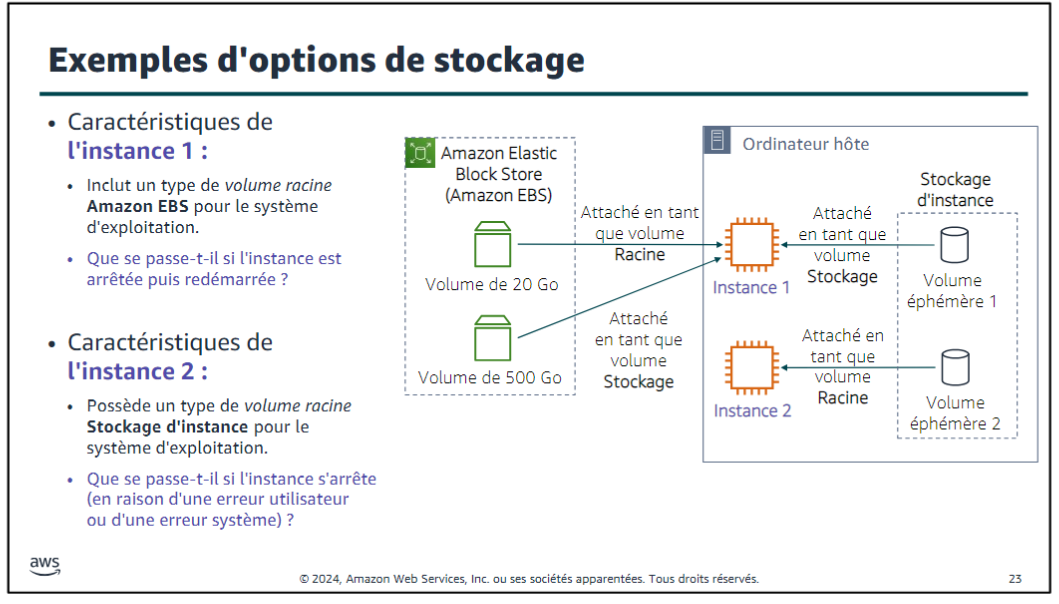 Exemples d'options de stockage
• Caractéristiques de
l'instance 1 :
• Inclut un type de volume racine
Amazon EBS pour le système
d'exploitation.
• Que se passe-t-il si l'instance est
arrêtée puis redémarrée ?
• Caractéristiques de
l'instance 2 :
• Possède un type de volume racine
Stockage d'instance pour le
système d'exploitation.
• Que se passe-t-il si l'instance s'arrête
(en raison d'une erreur utilisateur
ou d'une erreur système) ?
Amazon Elastic
Block Store
(Amazon EBS)
Volume de 20 Go
Volume de 500 Go
Attaché en tant
que volume
Racine
Attaché
en tant que
volume
Stockage
Ordinateur hôte
Instance 1
Attaché
en tant que
volume
Stockage
Stockage
d'instance
Volume
éphémère 1
Instance 2
Attaché en
tant que
volume
Racine
Volume
éphémère 2
aws
© 2024, Amazon Web Services, Inc. ou ses sociétés apparentées. Tous droits réservés.
23